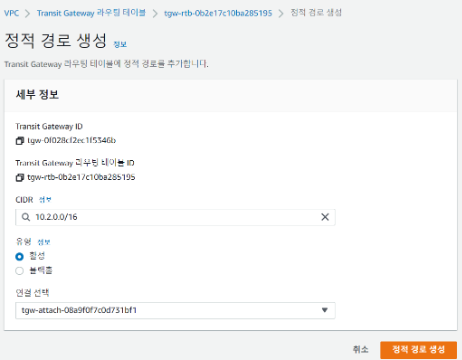 VPC > Transit Gateway 라우팅 테이블 > tgw-rtb-0b2e17c10ba285195 > 정적 경로 생성
정적 경로 생성 정보
Transit Gateway 라우팅 테이블에 정적 경로를 추가합니다.
세부 정보
Transit Gateway ID
tgw-0f028cf2ec1f5346b
Transit Gateway 라우팅 테이블 ID
tgw-rtb-0b2e17c10ba285195
CIDR 정보
10.2.0.0/16
유형 정보
활성
블랙홀
연결 선택
tgw-attach-08a9f0f7c0d731bf1
취소 정적 경로 생성